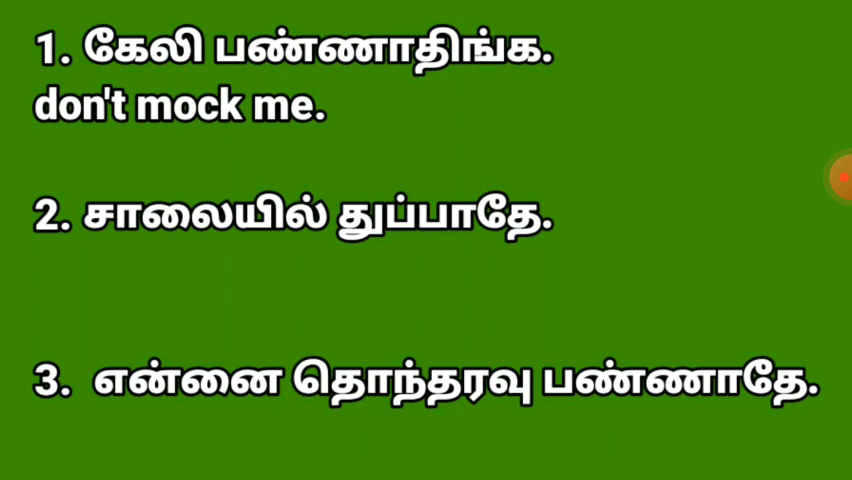 1. கேலி பண்ணாதிங்க.
don't mock me.
2. சாலையில் துப்பாதே.
3. என்னை தொந்தரவு பண்ணாதே.